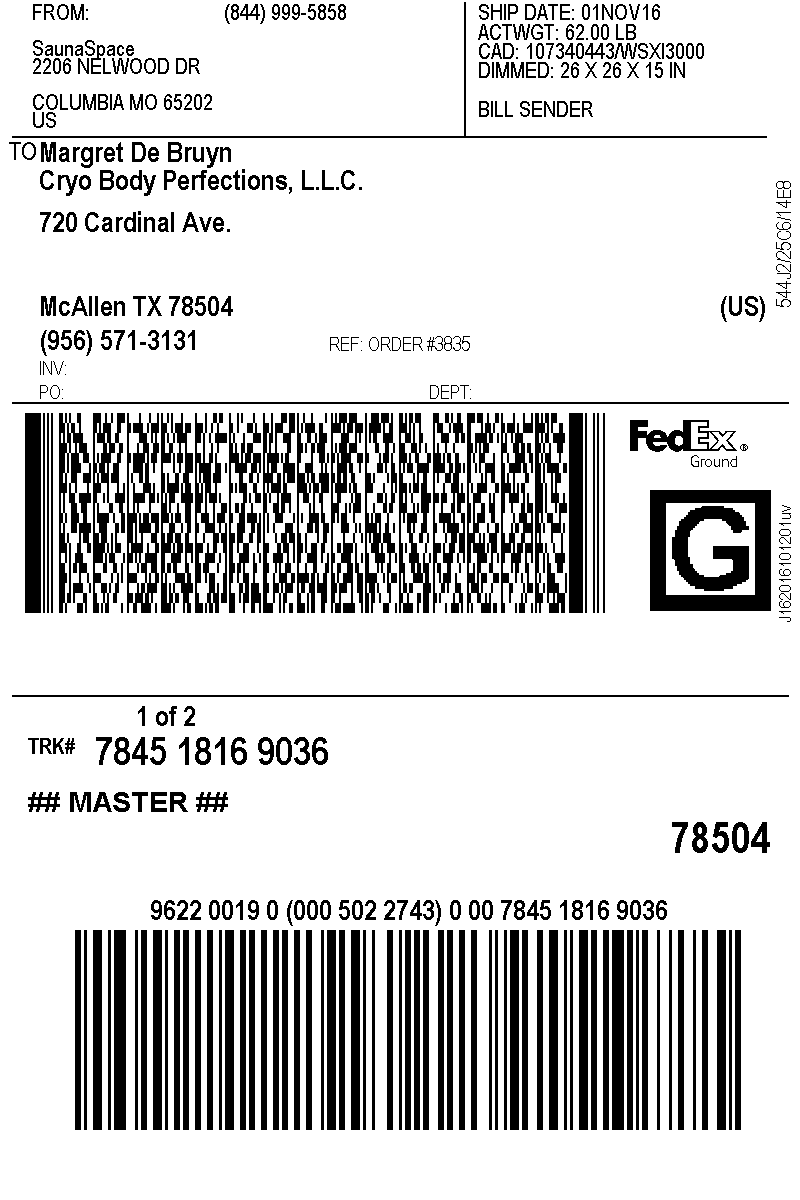 FROM: (844) 999-5858
SaunaSpace
2206 NELWOOD DR
COLUMBIA MO 65202
US
SHIP DATE: 01NOV16
ACTWGT: 62.00 LB
CAD: 107340443/WSXI3000
DIMMED: 26 X 26 X 15 IN
BILL SENDER
TO Margret De Bruyn
Cryo Body Perfections, L.L.C.
720 Cardinal Ave.
McAllen TX 78504 (US)
(956) 571-3131 REF: ORDER #3835
INV:
PO: DEPT:
544J2/25C6/14E8
FedEx®
Ground
G
J162016101201uv
1 of 2
TRK# 7845 1816 9036
## MASTER ##
78504
9622 0019 0 (000 502 2743) 0 00 7845 1816 9036